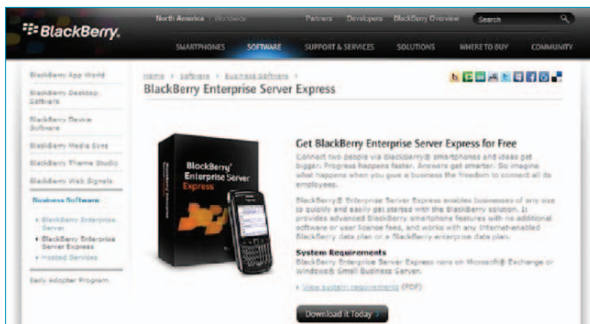 North America Worldwide Partners Developers BlackBerry Overview Search
BlackBerry.
SMARTPHONES SOFTWARE SUPPORT & SERVICES SOLUTIONS WHERE TO BUY COMMUNITY
BlackBerry App World
BlackBerry Desktop
Software
BlackBerry Device
Software
BlackBerry Media Sync
BlackBerry Theme Studio
BlackBerry Web Signals
Business Software
BlackBerry Enterprise
Server
BlackBerry Enterprise
Server Express
Hosted Services
Early Adopter Program
Home > Software > Business Software >
BlackBerry Enterprise Server Express
BlackBerry
Enterprise Server
Express
Get BlackBerry Enterprise Server Express for Free
Connect two people via BlackBerry® smartphones and ideas get
bigger. Progress happens faster. Answers get smarter. So imagine
what happens when you give a business the freedom to connect all its
employees.
BlackBerry® Enterprise Server Express enables businesses of any size
to quickly and easily get started with the BlackBerry solution. It
provides advanced BlackBerry smartphone features with no additional
software or user license fees, and works with any Internet-enabled
BlackBerry data plan or a BlackBerry enterprise data plan.
System Requirements
BlackBerry Enterprise Server Express runs on Microsoft® Exchange or
Windows® Small Business Server.
View system requirements (PDF)
Download it Today